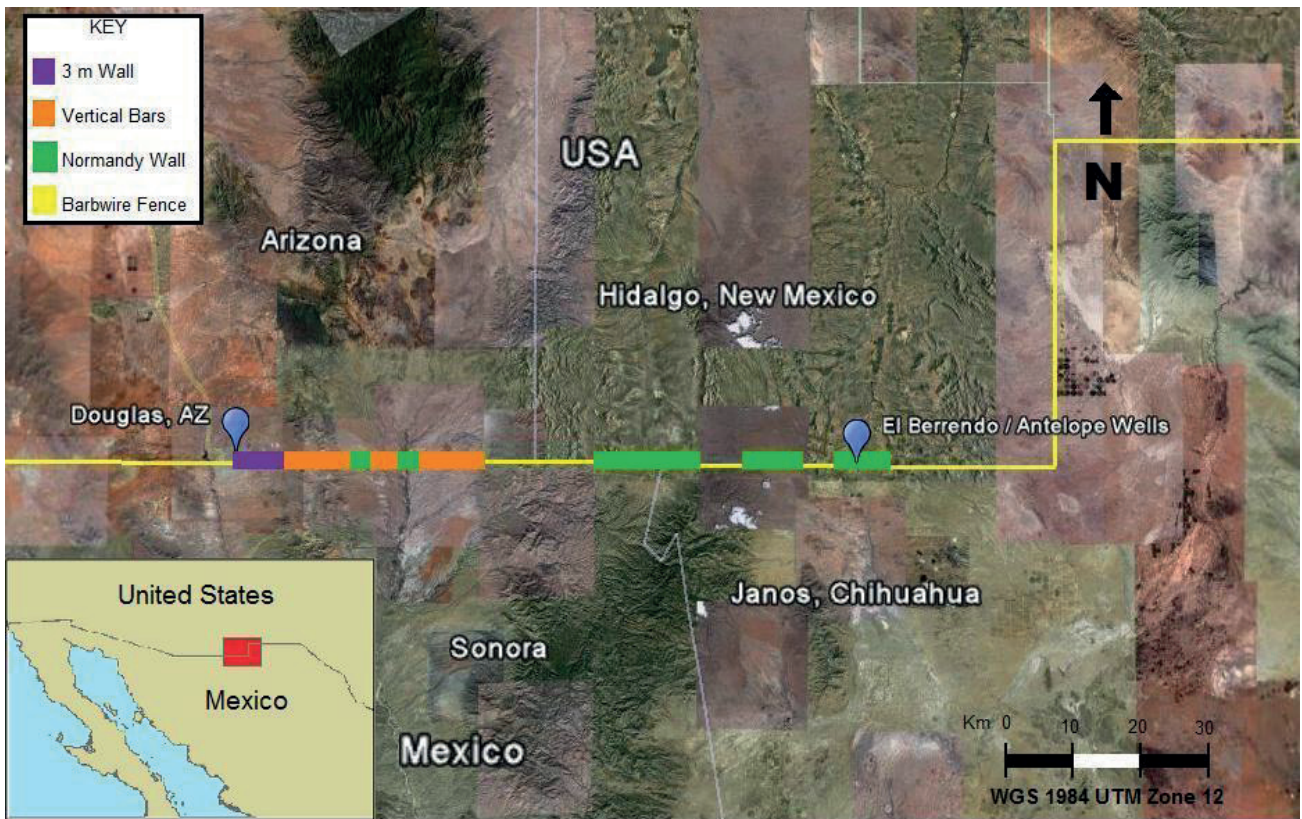 KEY
3 m Wall
Vertical Bars
Normandy Wall
Barbwire Fence
USA
N
Arizona
Hidalgo, New Mexico
Douglas, AZ
El Berrendo / Antelope Wells
United States
Mexico
Janos, Chihuahua
Sonora
Mexico
Km 0 10 20 30
WGS 1984 UTM Zone 12